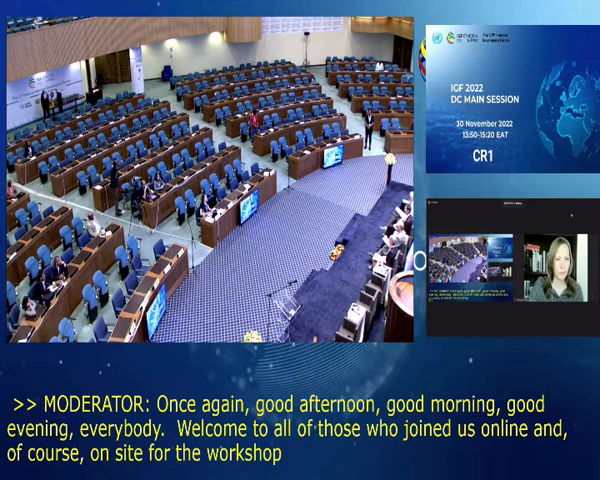 IGF 2022
DC MAIN SESSION
30 November 2022
13:50-15:20 EAT
CR1
>> MODERATOR: Once again, good afternoon, good morning, good
evening, everybody.  Welcome to all of those who joined us online and,
of course, on site for the workshop